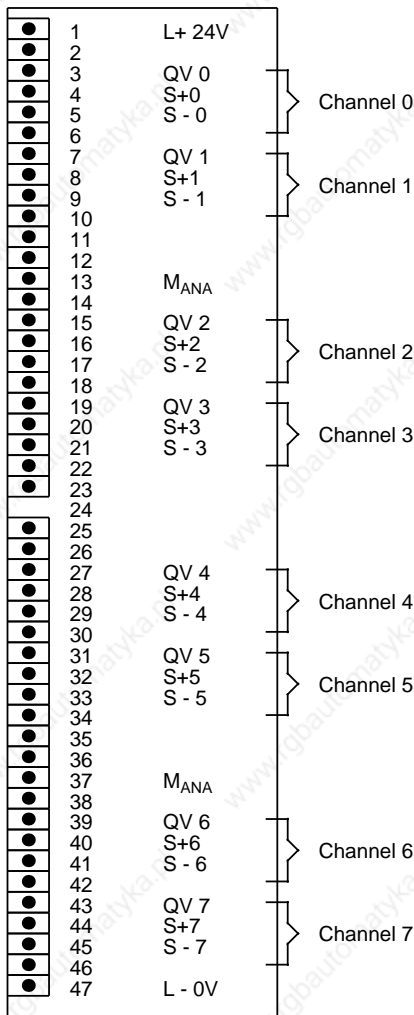 1 L+ 24V
2
3 QV 0
4 S+0 Channel 0
5 S - 0
6
7 QV 1
8 S+1 Channel 1
9 S - 1
10
11
12
13 MANA
14
15 QV 2
16 S+2 Channel 2
17 S - 2
18
19 QV 3
20 S+3 Channel 3
21 S - 3
22
23
24
25
26
27 QV 4
28 S+4 Channel 4
29 S - 4
30
31 QV 5
32 S+5 Channel 5
33 S - 5
34
35
36
37 MANA
38
39 QV 6
40 S+6 Channel 6
41 S - 6
42
43 QV 7
44 S+7 Channel 7
45 S - 7
46
47 L - 0V
www.rgbautomatyka.pl